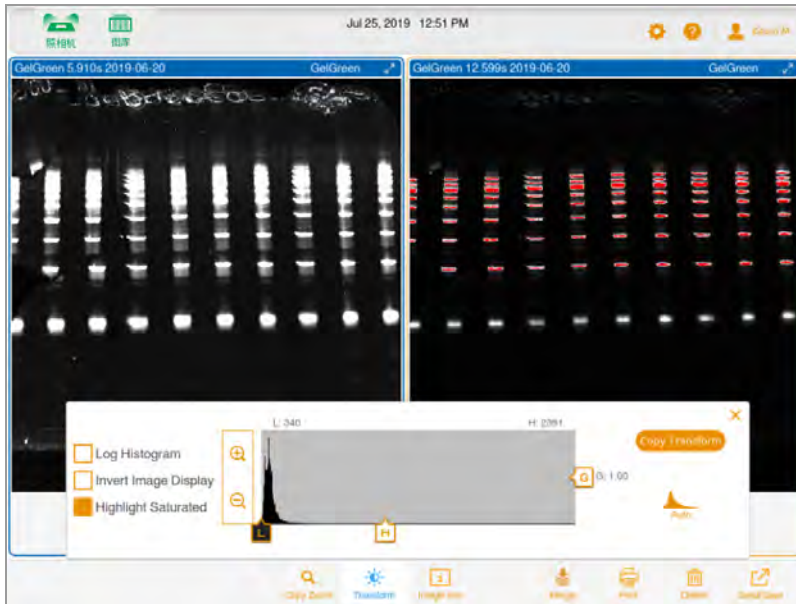 Jul 25, 2019 12:51 PM
照相机
图库
GelGreen 5.910s 2019-06-20 GelGreen
GelGreen 12.599s 2019-06-20 GelGreen
L: 340
Log Histogram
Invert Image Display
Highlight Saturated
L
H
G
G: 1.00
Copy Transform
Auto
Copy Zoom
Transform
Image Info
Merge
Print
Delete
Send/Save